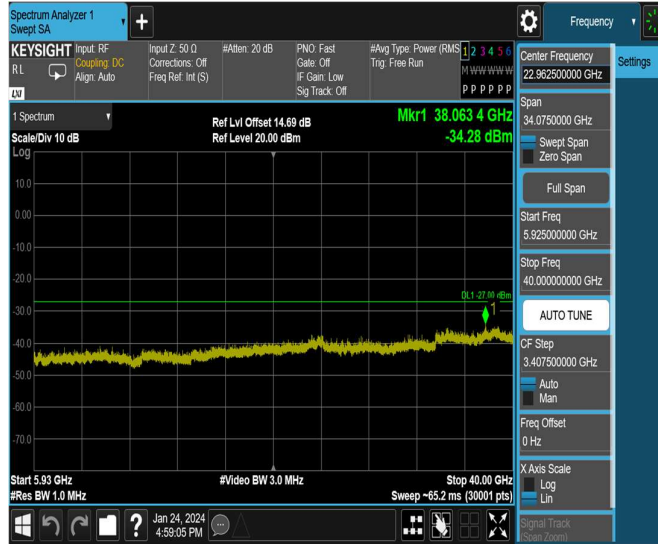 Spectrum Analyzer 1
Swept SA
Frequency
KEYSIGHT
R L
LXI
Input: RF
Coupling: DC
Align: Auto
Input Z: 50 Ω
Corrections: Off
Freq Ref: Int (S)
#Atten: 20 dB
PNO: Fast
Gate: Off
IF Gain: Low
Sig Track: Off
#Avg Type: Power (RMS
Trig: Free Run
1 2 3 4 5 6
M W W W W W
P P P P P P
1 Spectrum
Scale/Div 10 dB
Log
Ref Lvl Offset 14.69 dB
Ref Level 20.00 dBm
Mkr1 38.063 4 GHz
-34.28 dBm
10.0
0.00
-10.0
-20.0
-30.0
-40.0
-50.0
-60.0
-70.0
DL1 -27.00 dBm
1
Start 5.93 GHz
#Res BW 1.0 MHz
#Video BW 3.0 MHz
Stop 40.00 GHz
Sweep ~65.2 ms (30001 pts)
?
Jan 24, 2024
4:59:05 PM
Center Frequency
22.962500000 GHz
Settings
Span
34.0750000 GHz
Swept Span
Zero Span
Full Span
Start Freq
5.925000000 GHz
Stop Freq
40.000000000 GHz
AUTO TUNE
CF Step
3.407500000 GHz
Auto
Man
Freq Offset
0 Hz
X Axis Scale
Log
Lin
Signal Track
(Span Zoom)